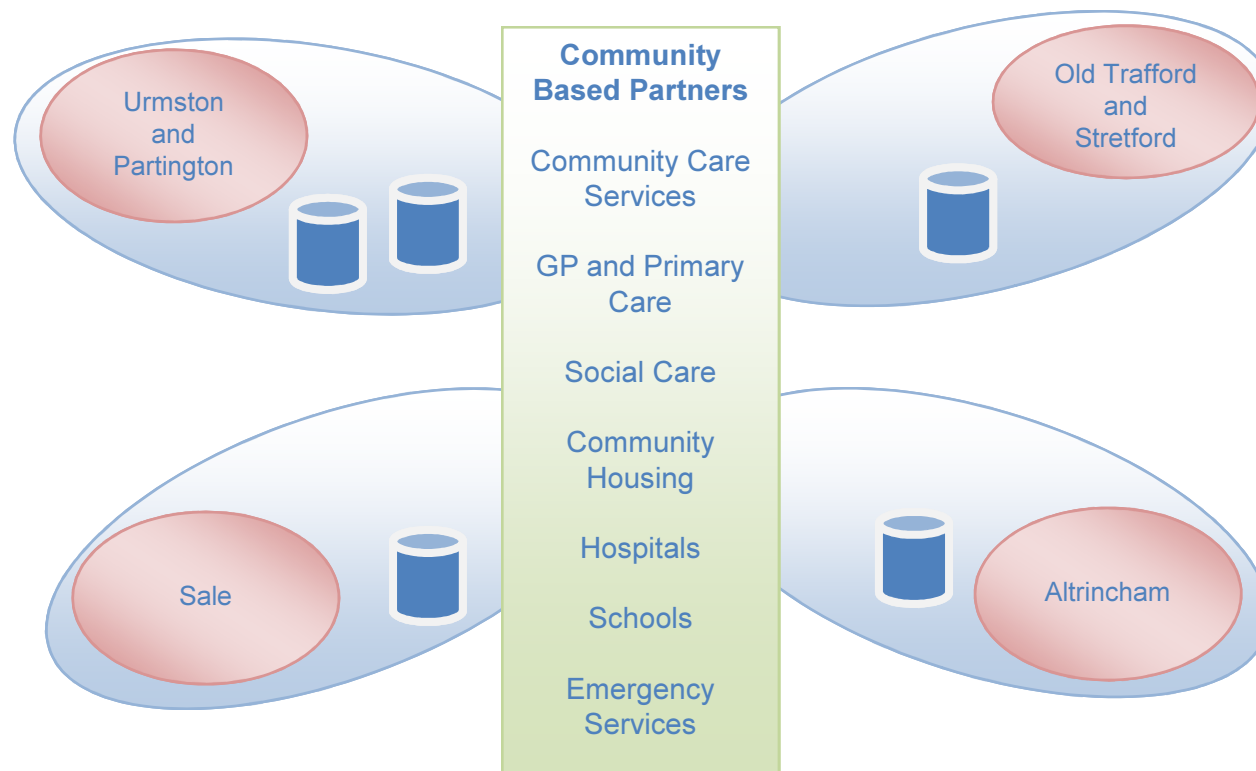 Urmston
and
Partington
Community
Based Partners
Community Care
Services
GP and Primary
Care
Social Care
Community
Housing
Hospitals
Schools
Emergency
Services
Old Trafford
and
Stretford
Sale
Altrincham